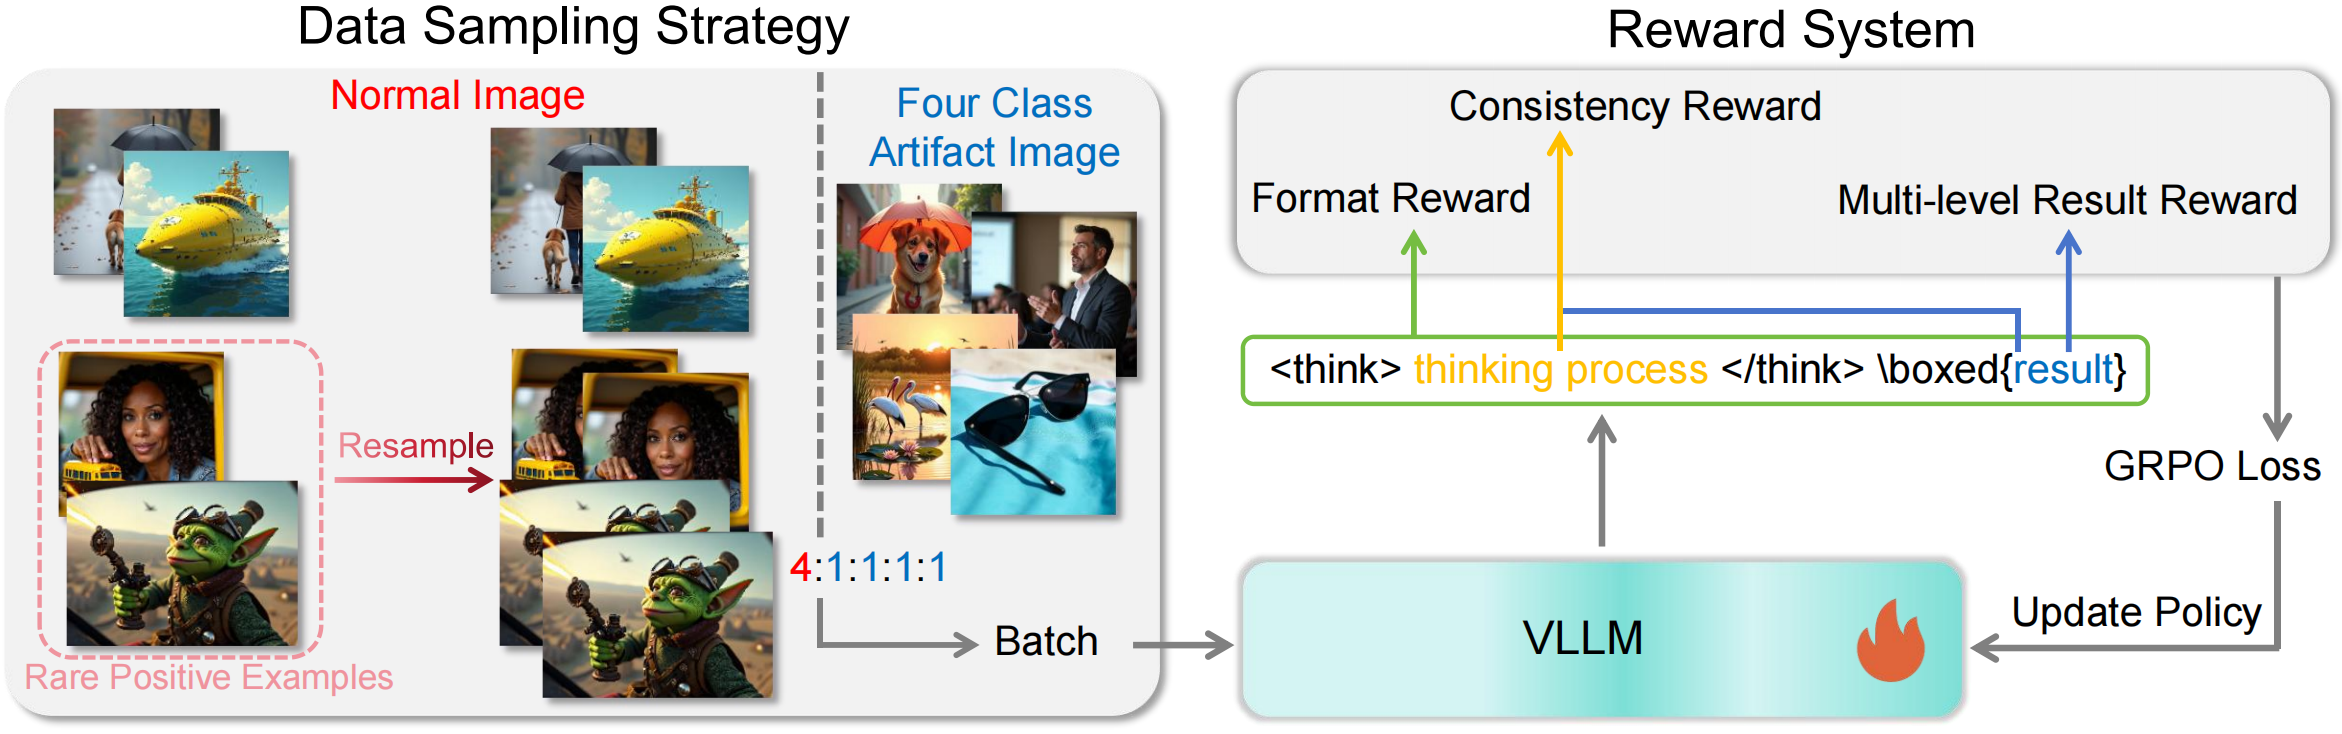 Data Sampling Strategy
Normal Image
Four Class
Artifact Image
Resample
Rare Positive Examples
4:1:1:1:1
Batch
Reward System
Consistency Reward
Format Reward
Multi-level Result Reward
<think> thinking process </think> \boxed{result}
GRPO Loss
Update Policy
VLLM